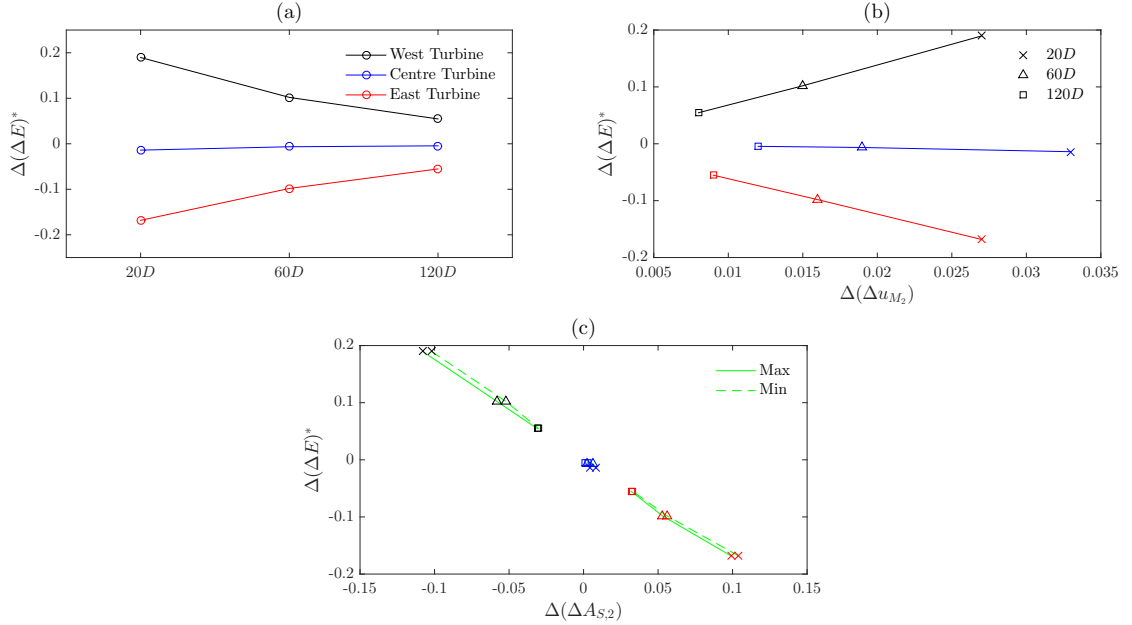 (a)
0.2
0.1
0
-0.1
-0.2
Δ(ΔE)*
20D
60D
120D
West Turbine
Centre Turbine
East Turbine
(b)
0.2
0.1
0
-0.1
-0.2
Δ(ΔE)*
0.005
0.01
0.015
0.02
0.025
0.03
0.035
Δ(Δu_{M_2})
20D
60D
120D
(c)
0.2
0.1
0
-0.1
-0.2
Δ(ΔE)*
-0.15
-0.1
-0.05
0
0.05
0.1
0.15
Δ(ΔA_{S,2})
Max
Min